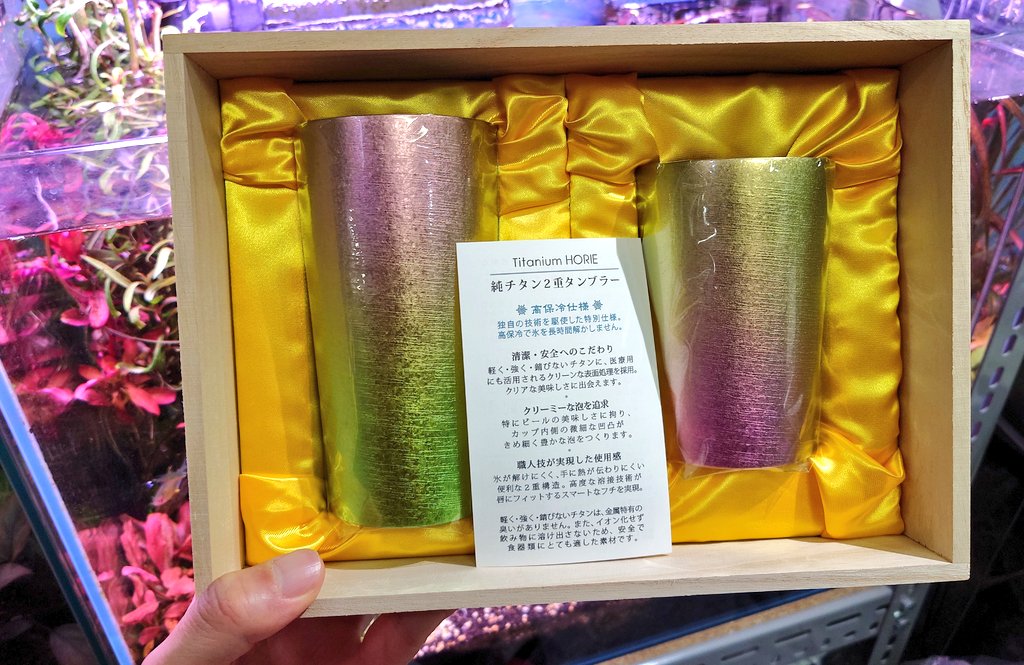 Titanium HORIE
純チタン2重タンブラー
高保冷仕様
独自の技術を駆使した特別仕様。
高保冷で氷を長時間解かしません。
清潔・安全へのこだわり
軽く・強く・錆びないチタンに、医療用
にも活用されるクリーンな表面処理を採用。
クリアな美味しさに出会えます。
クリーミーな泡を追求
特にビールの美味しさに拘り、
カップ内側の微細な凹凸が
きめ細く豊かな泡をつくります。
職人技が実現した使用感
氷が解けにくく、手に熱が伝わりにくい
便利な2重構造。高度な溶接技術が
唇にフィットするスマートなフチを実現。
軽く・強く・錆びないチタンは、金属特有の
臭いがありません。また、イオン化せず
飲み物に溶け出さないため、安全で
食器類にとても適した素材です。